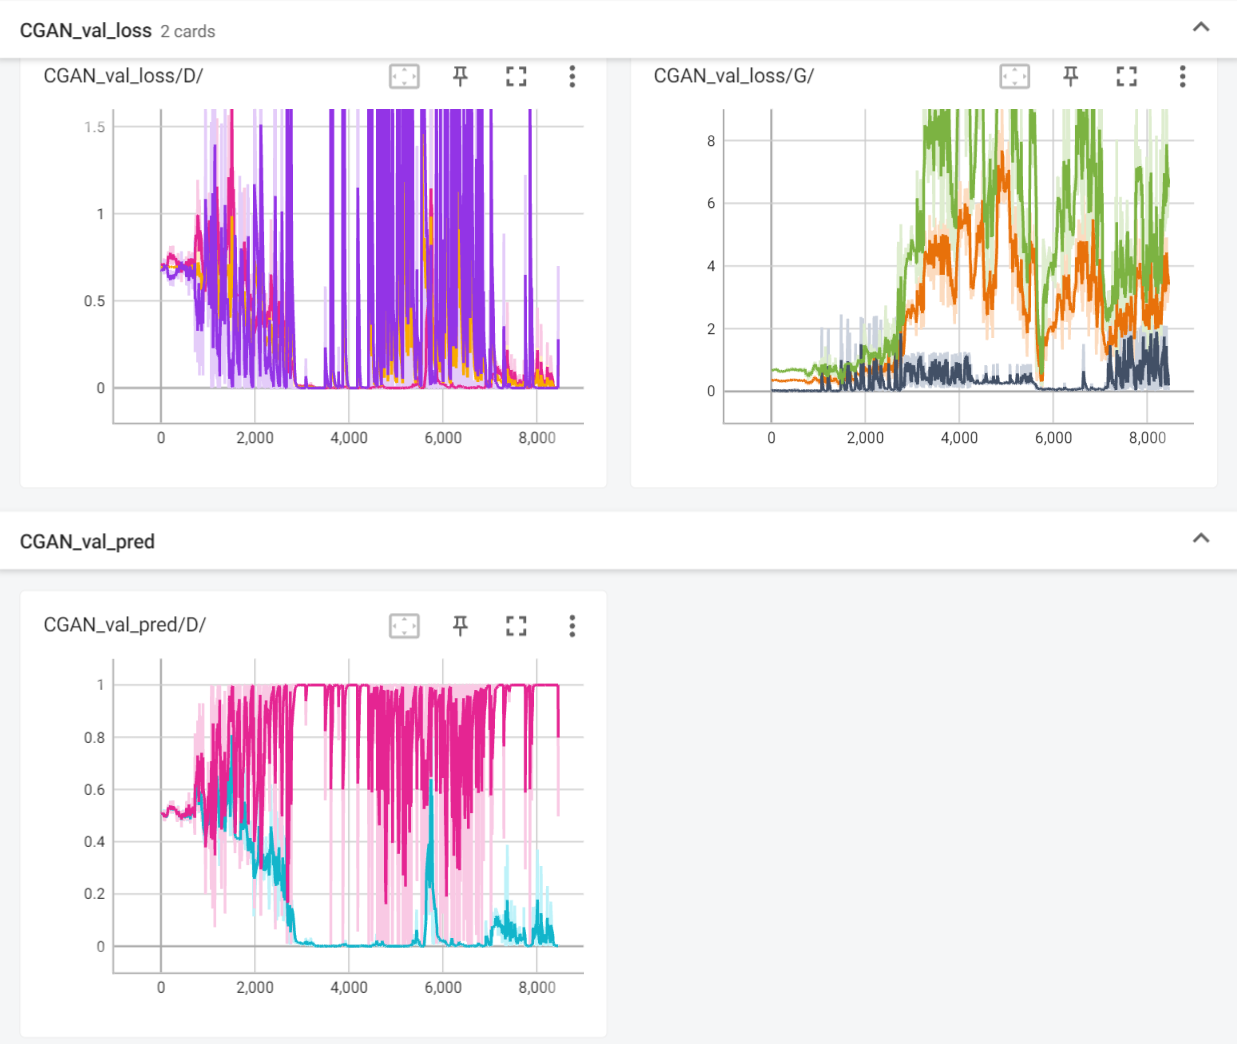 CGAN_val_loss 2 cards
CGAN_val_loss/D/
1.5
1
0.5
0
0 2,000 4,000 6,000 8,000
CGAN_val_loss/G/
8
6
4
2
0
0 2,000 4,000 6,000 8,000
CGAN_val_pred
CGAN_val_pred/D/
1
0.8
0.6
0.4
0.2
0
0 2,000 4,000 6,000 8,000